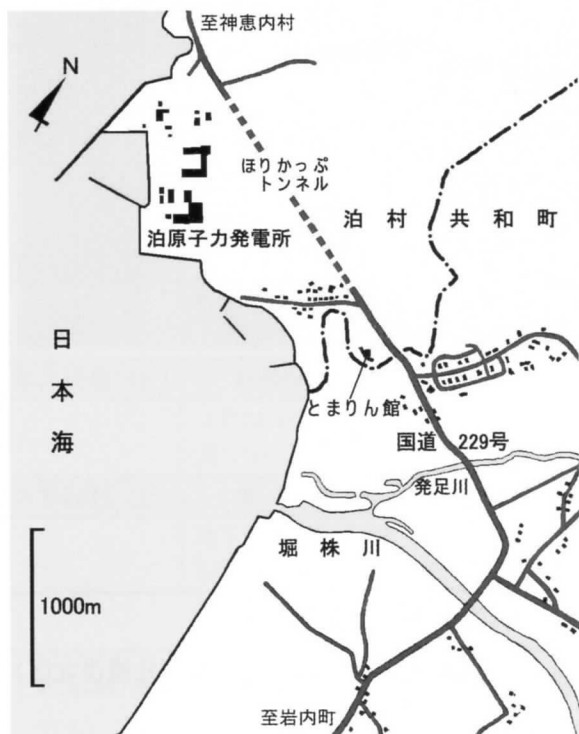 至神恵内村
N
ほりかっぷ
トンネル
泊村 共和町
泊原子力発電所
日本海
とまりん館
国道 229号
発足川
堀株川
1000m
至岩内町